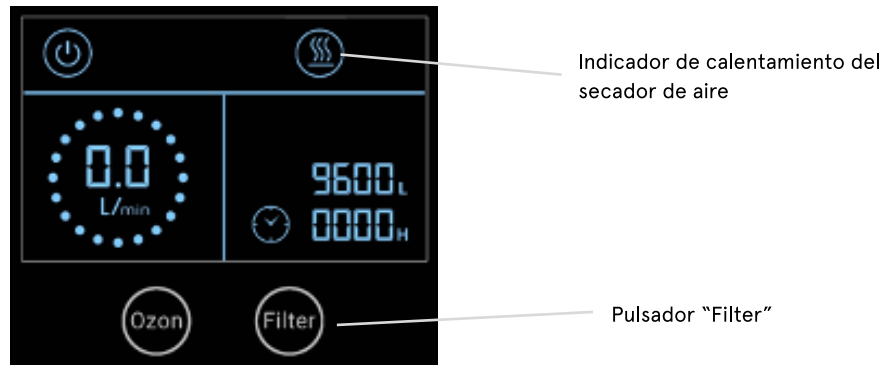 Indicador de calentamiento del
secador de aire
0.0
L/min
9600L
0000H
Ozon
Filter
Pulsador “Filter”